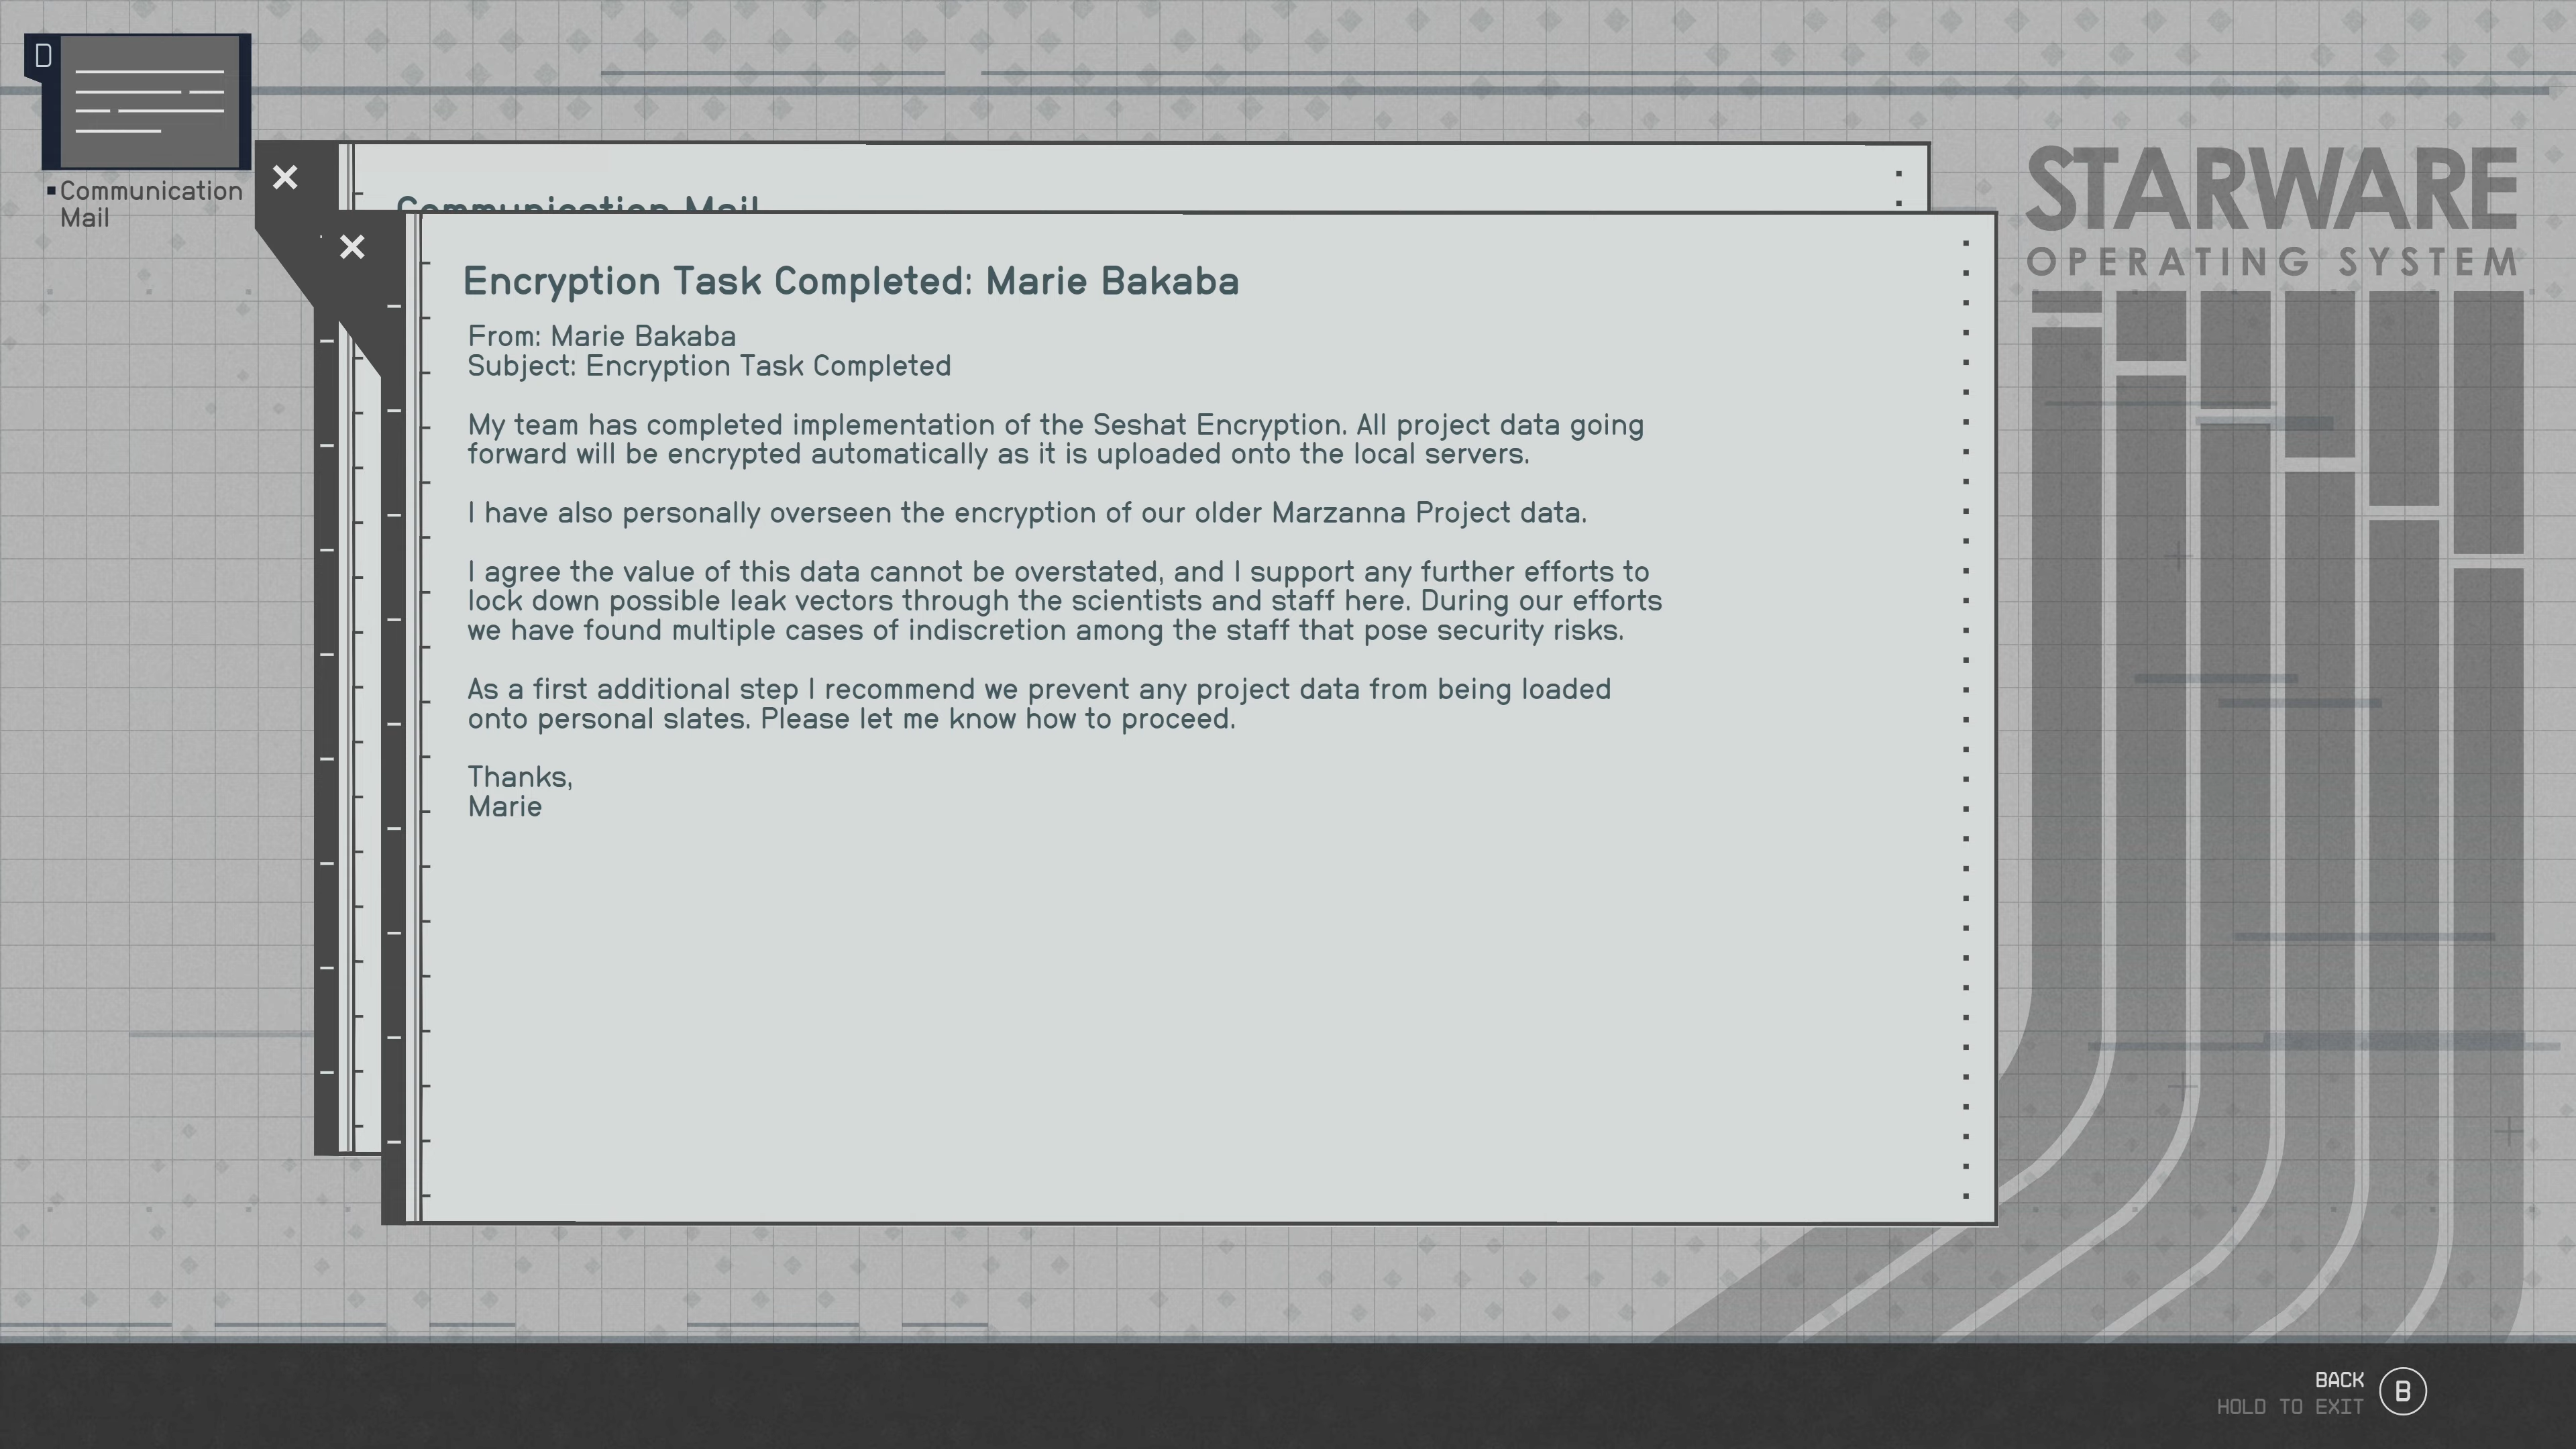 D
Communication
Mail
Communication Mail
STARWARE
OPERATING SYSTEM
Encryption Task Completed: Marie Bakaba
From: Marie Bakaba
Subject: Encryption Task Completed
My team has completed implementation of the Seshat Encryption. All project data going
forward will be encrypted automatically as it is uploaded onto the local servers.
I have also personally overseen the encryption of our older Marzanna Project data.
I agree the value of this data cannot be overstated, and I support any further efforts to
lock down possible leak vectors through the scientists and staff here. During our efforts
we have found multiple cases of indiscretion among the staff that pose security risks.
As a first additional step I recommend we prevent any project data from being loaded
onto personal slates. Please let me know how to proceed.
Thanks,
Marie
BACK
HOLD TO EXIT
B